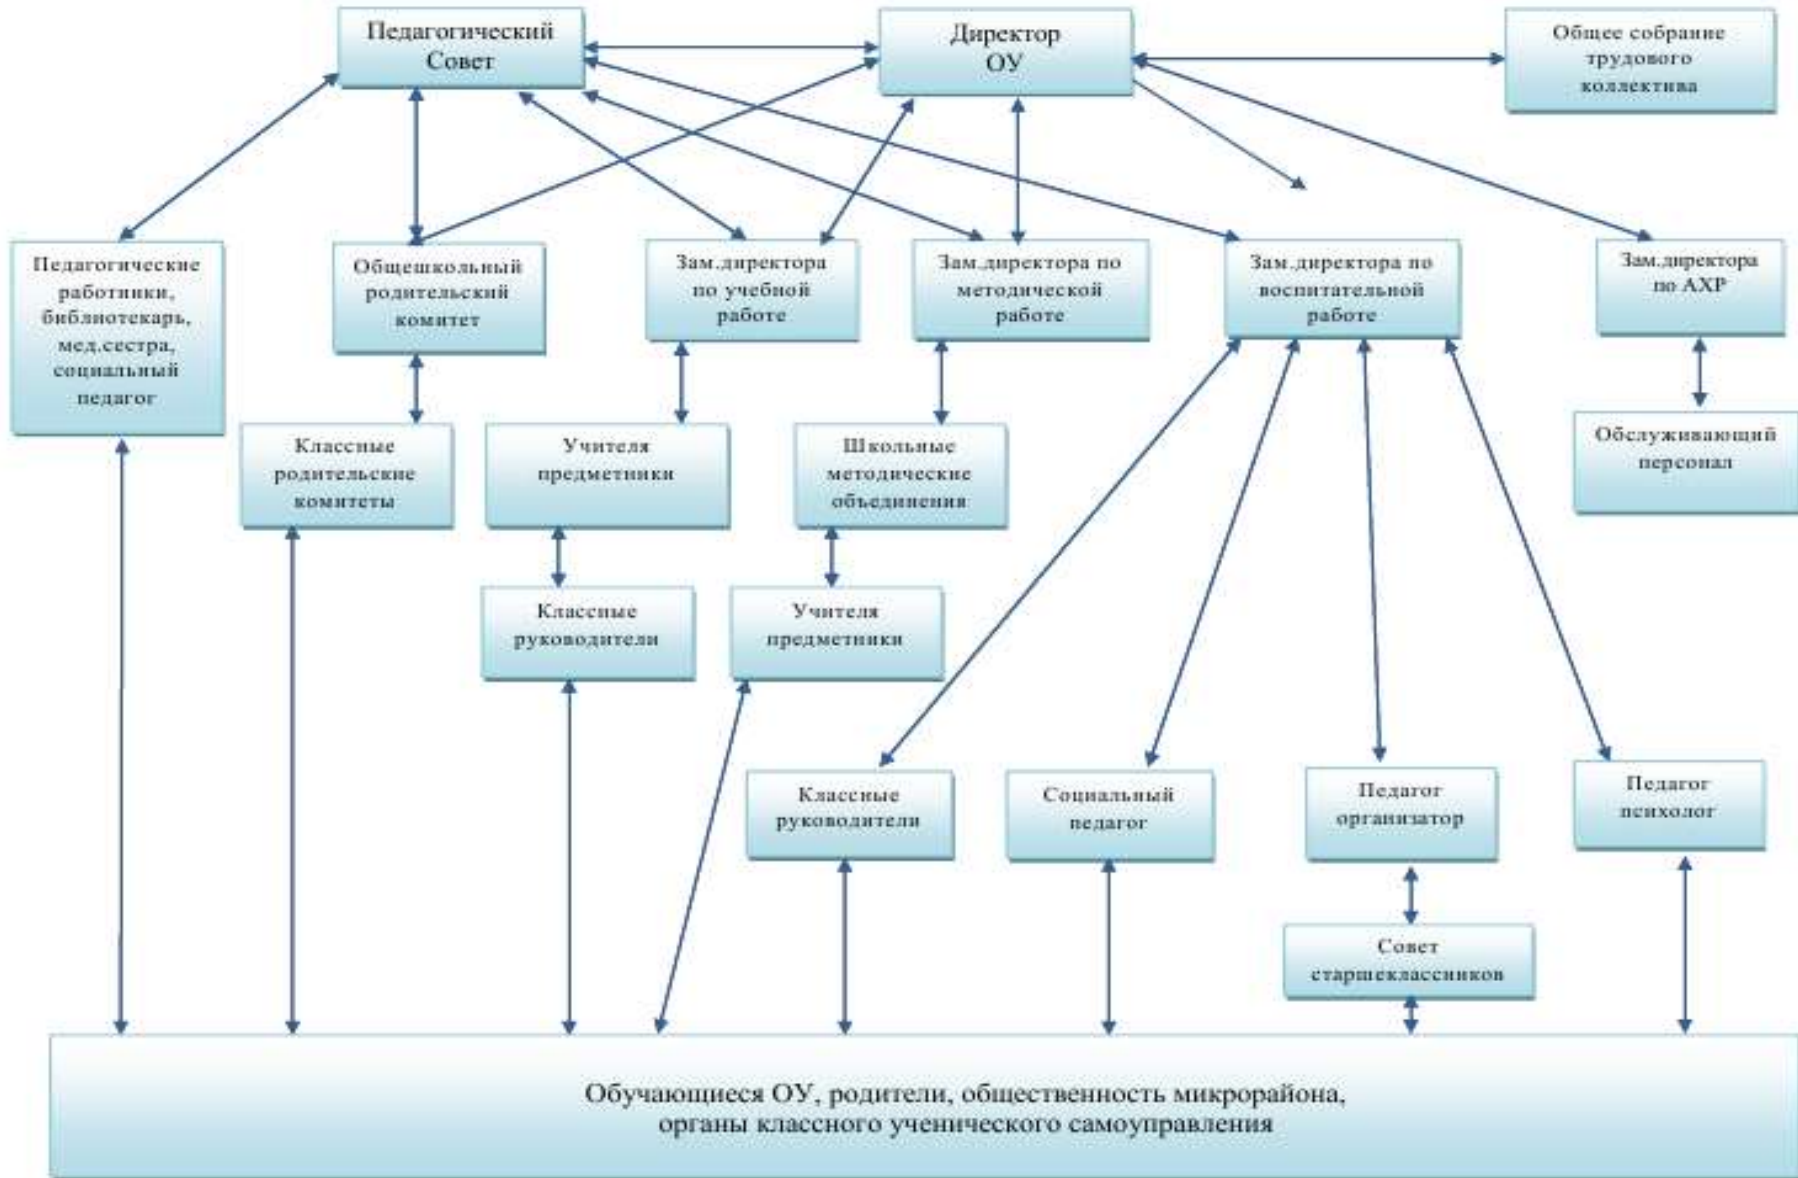 Педагогический
Совет
Директор
ОУ
Общее собрание
трудового
коллектива
Педагогические
работники,
библиотекарь,
мед.сестра,
социальный
педагог
Общешкольный
родительский
комитет
Зам.директора
по учебной
работе
Зам.директора по
методической
работе
Зам.директора по
воспитательной
работе
Зам.директора
по АХР
Классные
родительские
комитеты
Учителя
предметники
Школьные
методические
объединения
Обслуживающий
персонал
Классные
руководители
Учителя
предметники
Классные
руководители
Социальный
педагог
Педагог
организатор
Педагог
психолог
Совет
старшеклассников
Обучающиеся ОУ, родители, общественность микрорайона,
органы классного ученического самоуправления